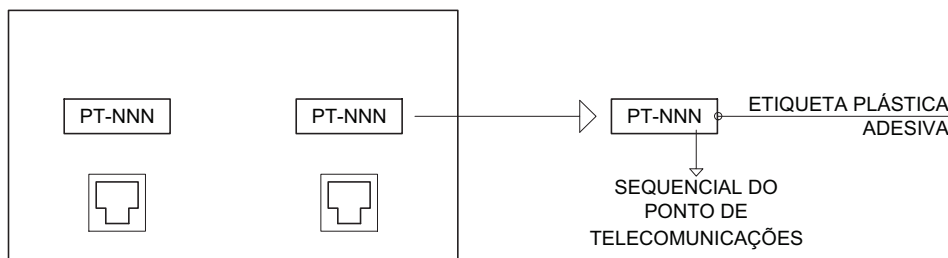 PT-NNN
PT-NNN
PT-NNN
ETIQUETA PLÁSTICA
ADESIVA
SEQUENCIAL DO
PONTO DE
TELECOMUNICAÇÕES